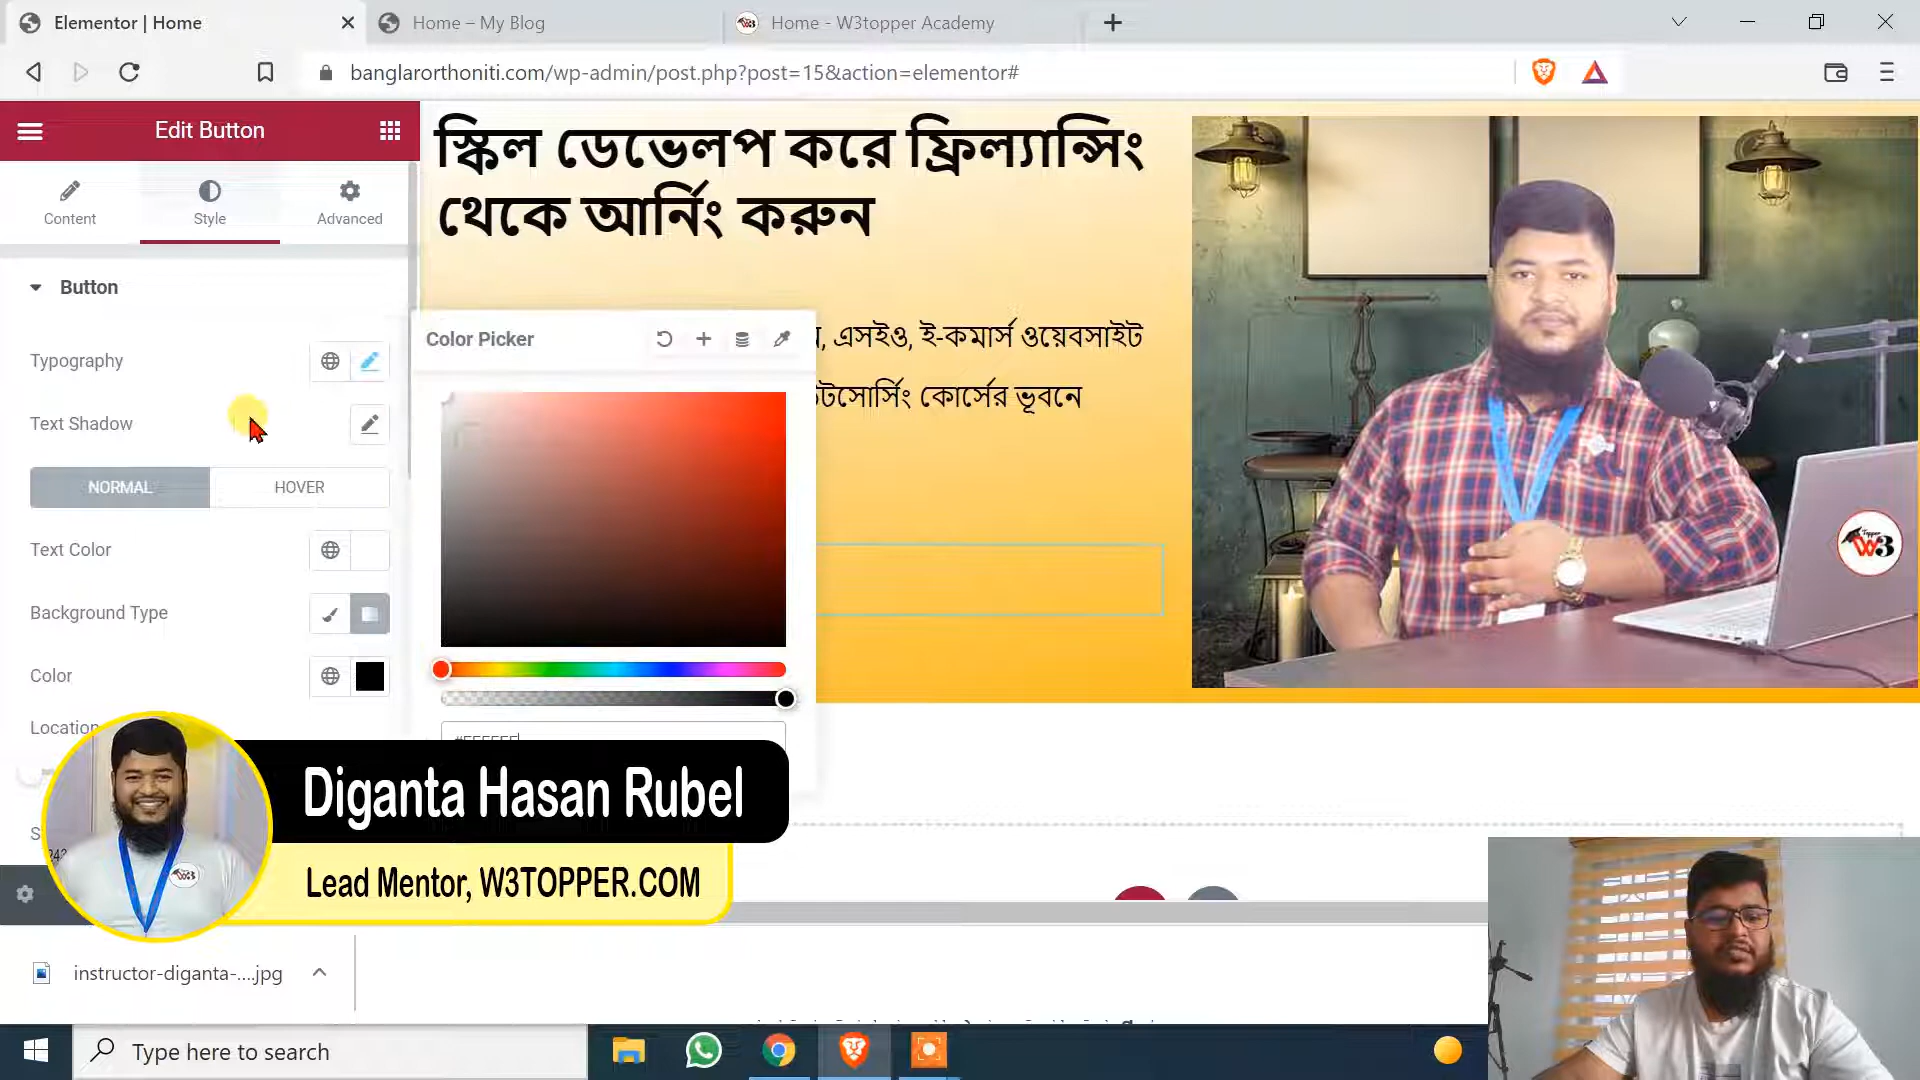 Elementor | Home
Home – My Blog
Home - W3topper Academy
banglarorthoniti.com/wp-admin/post.php?post=15&action=elementor#
Edit Button
Content
Style
Advanced
Button
Typography
Text Shadow
NORMAL
HOVER
Text Color
Background Type
Color
Location
Color Picker
#FFFFFF
স্কিল ডেভেলপ করে ফ্রিল্যান্সিং
থেকে আর্নিং করুন
, এসইও, ই-কমার্স ওয়েবসাইট
টসোর্সিং কোর্সের ভূবনে
Topper
W3
Diganta Hasan Rubel
Lead Mentor, W3TOPPER.COM
instructor-diganta-....jpg
Type here to search